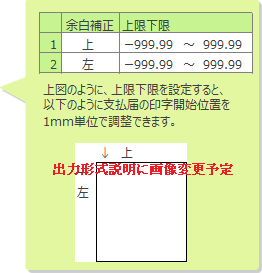 余白補正 上限下限
1 上 －999.99 ～ 999.99
2 左 －999.99 ～ 999.99
上図のように、上限下限を設定すると、
以下のように支払届の印字開始位置を
1mm単位で調整できます。
↓ 上
出力形式説明に画像変更予定
左